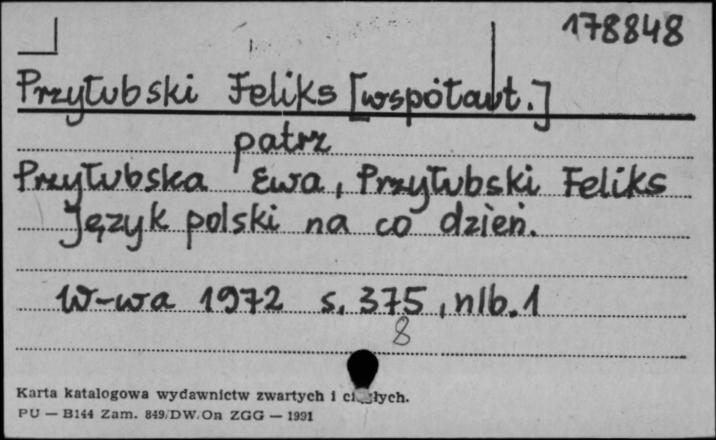 178848
Przyłubski Feliks [współaut.]
patrz
Przyłubska Ewa, Przyłubski Feliks
Język polski na co dzień.
W-wa 1972 s. 375, nlb. 1
8
Karta katalogowa wydawnictw zwartych i ciągłych.
PU — B144 Zam. 849/DW/On ZGG — 1991